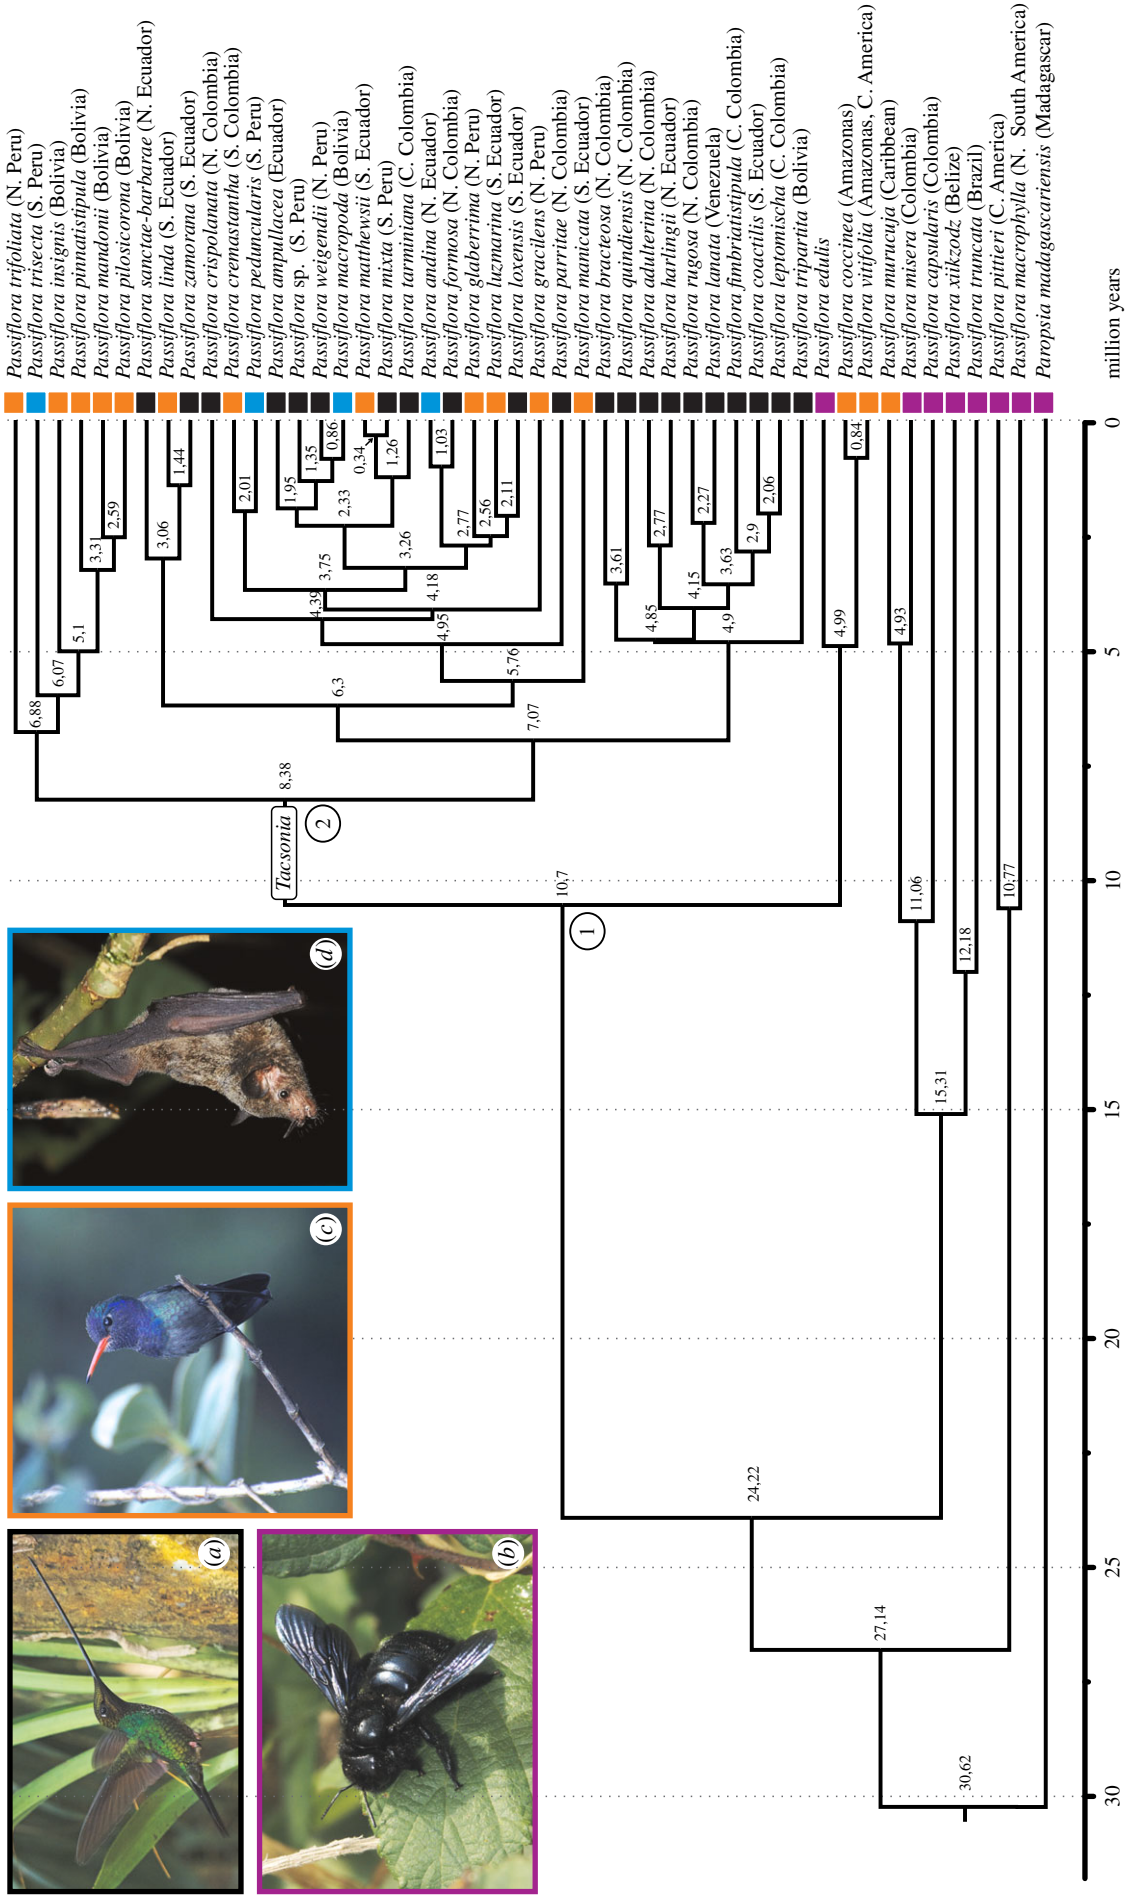 Passiflora trifoliata (N. Peru)
Passiflora trisecta (S. Peru)
Passiflora insignis (Bolivia)
Passiflora pinnatistipula (Bolivia)
Passiflora mandonii (Bolivia)
Passiflora pilosicorona (Bolivia)
Passiflora sanctae-barbarae (N. Ecuador)
Passiflora linda (S. Ecuador)
Passiflora zamorana (S. Ecuador)
Passiflora crispolanata (N. Colombia)
Passiflora cremastantha (S. Colombia)
Passiflora peduncularis (S. Peru)
Passiflora ampullacea (Ecuador)
Passiflora sp. (S. Peru)
Passiflora weigendii (N. Peru)
Passiflora macropoda (Bolivia)
Passiflora matthewsii (S. Ecuador)
Passiflora mixta (S. Peru)
Passiflora tarminiana (C. Colombia)
Passiflora andina (N. Ecuador)
Passiflora formosa (N. Colombia)
Passiflora glaberrima (N. Peru)
Passiflora luzmarina (S. Ecuador)
Passiflora loxensis (S. Ecuador)
Passiflora gracilens (N. Peru)
Passiflora parritae (N. Colombia)
Passiflora manicata (S. Ecuador)
Passiflora bracteosa (N. Colombia)
Passiflora quindiensis (N. Colombia)
Passiflora adulterina (N. Colombia)
Passiflora harlingii (N. Ecuador)
Passiflora rugosa (N. Colombia)
Passiflora lanata (Venezuela)
Passiflora fimbriatistipula (C. Colombia)
Passiflora coactilis (S. Ecuador)
Passiflora leptomischa (C. Colombia)
Passiflora tripartita (Bolivia)
Passiflora edulis
Passiflora coccinea (Amazonas)
Passiflora vitifolia (Amazonas, C. America)
Passiflora murucuja (Caribbean)
Passiflora misera (Colombia)
Passiflora capsularis (Colombia)
Passiflora xiikzodz (Belize)
Passiflora truncata (Brazil)
Passiflora pittieri (C. America)
Passiflora macrophylla (N. South America)
Paropsia madagascariensis (Madagascar)
6,88
6,07
5,1
3,31
2,59
3,06
1,44
2,01
1,95
1,35
0,86
2,33
0,34
1,26
3,75
3,26
1,03
2,77
2,56
2,11
4,39
4,18
4,95
5,76
6,3
7,07
8,38
3,61
2,77
2,27
4,85
4,15
3,63
2,9
2,06
4,9
4,99
0,84
4,93
Tacsonia
2
10,7
1
11,06
12,18
10,77
15,31
24,22
27,14
30,62
(a)
(b)
(c)
(d)
30
25
20
15
10
5
0
million years